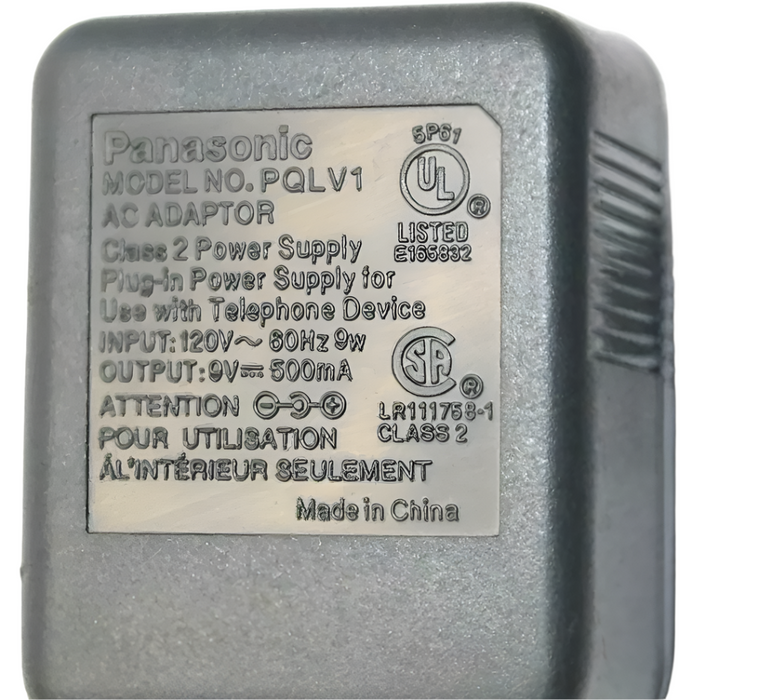 Panasonic
MODEL NO. PQLV1
AC ADAPTOR
Class 2 Power Supply
Plug-in Power Supply for
Use with Telephone Device
INPUT: 120V~ 60Hz 9w
OUTPUT: 9V⎓ 500mA
ATTENTION
POUR UTILISATION
ÁL'INTÉRIEUR SEULEMENT
Made in China
5P61
UL ®
LISTED
E165832
SA ®
LR111758-1
CLASS 2